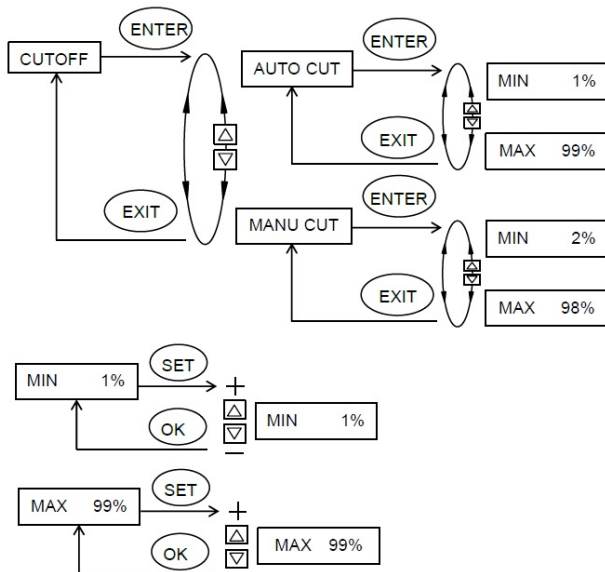 ENTER
CUTOFF
EXIT
ENTER
AUTO CUT
MIN 1%
EXIT
MAX 99%
ENTER
MANU CUT
MIN 2%
EXIT
MAX 98%
SET
MIN 1%
+
OK
MIN 1%
−
SET
MAX 99%
+
OK
MAX 99%